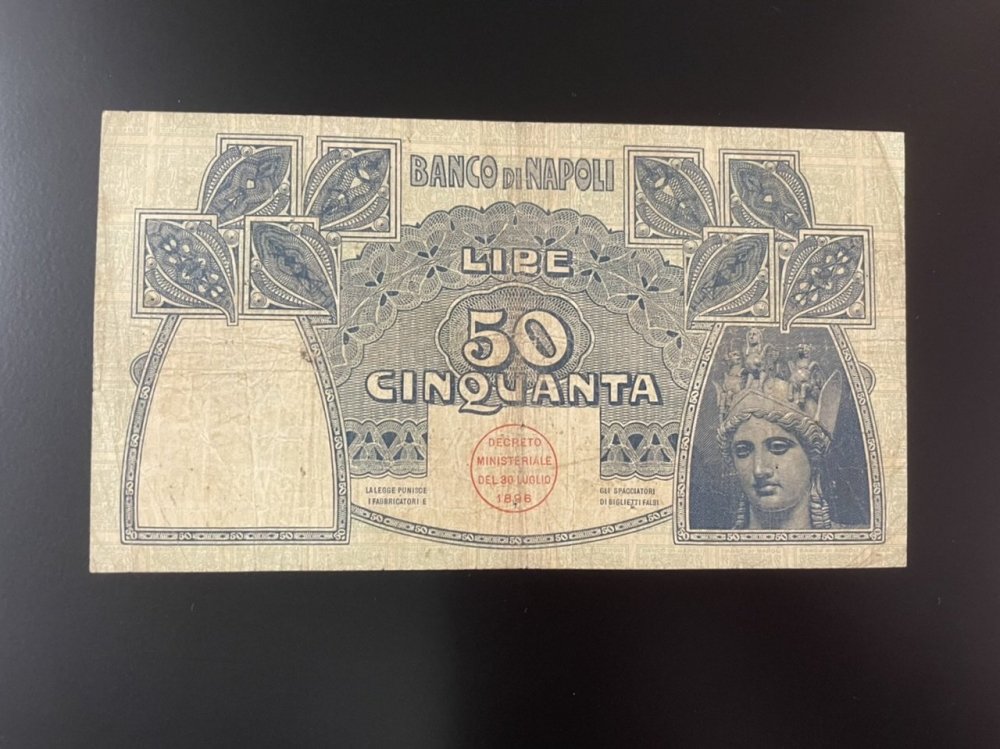 BANCO DI NAPOLI
LIRE
50
CINQUANTA
DECRETO
MINISTERIALE
DEL 30 LUGLIO
1896
LA LEGGE PUNISCE
I FABBRICATORI E
GLI SPACCIATORI
DI BIGLIETTI FALSI